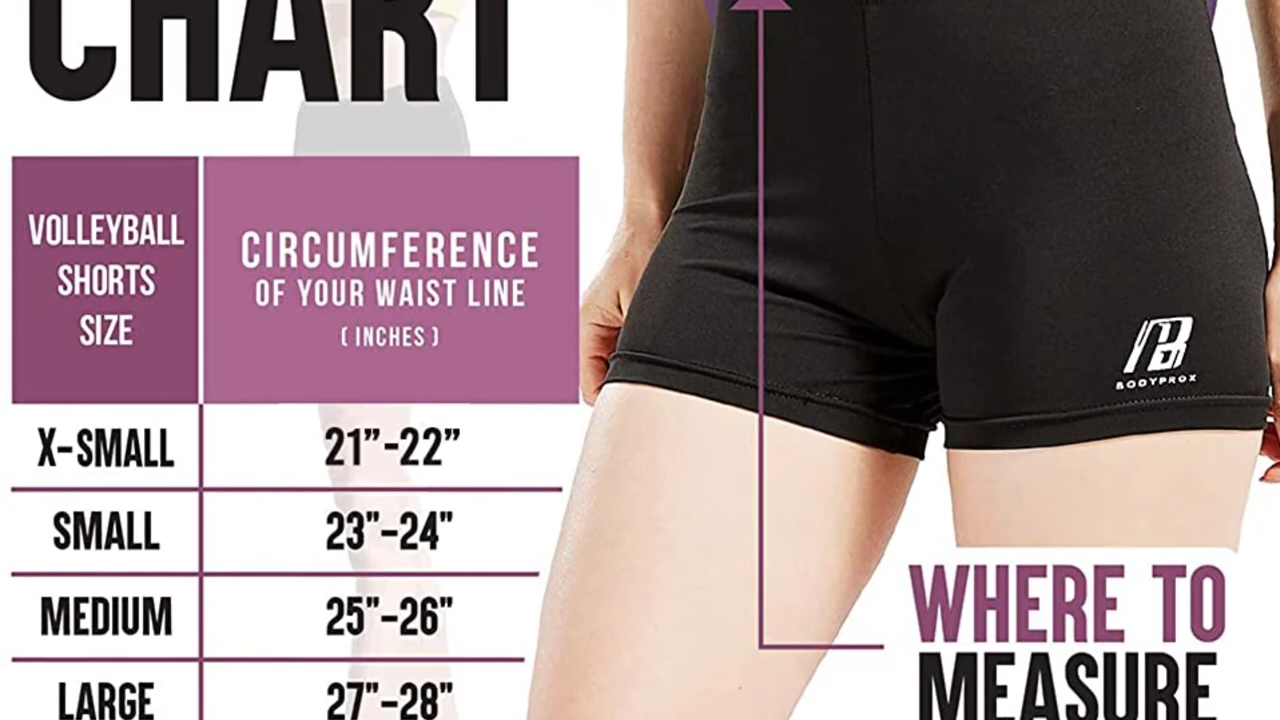 CHART
VOLLEYBALL
SHORTS
SIZE
CIRCUMFERENCE
OF YOUR WAIST LINE
( INCHES )
X-SMALL
21”-22”
SMALL
23"-24"
MEDIUM
25"-26"
LARGE
27"-28"
BODYPROX
WHERE TO
MEASURE